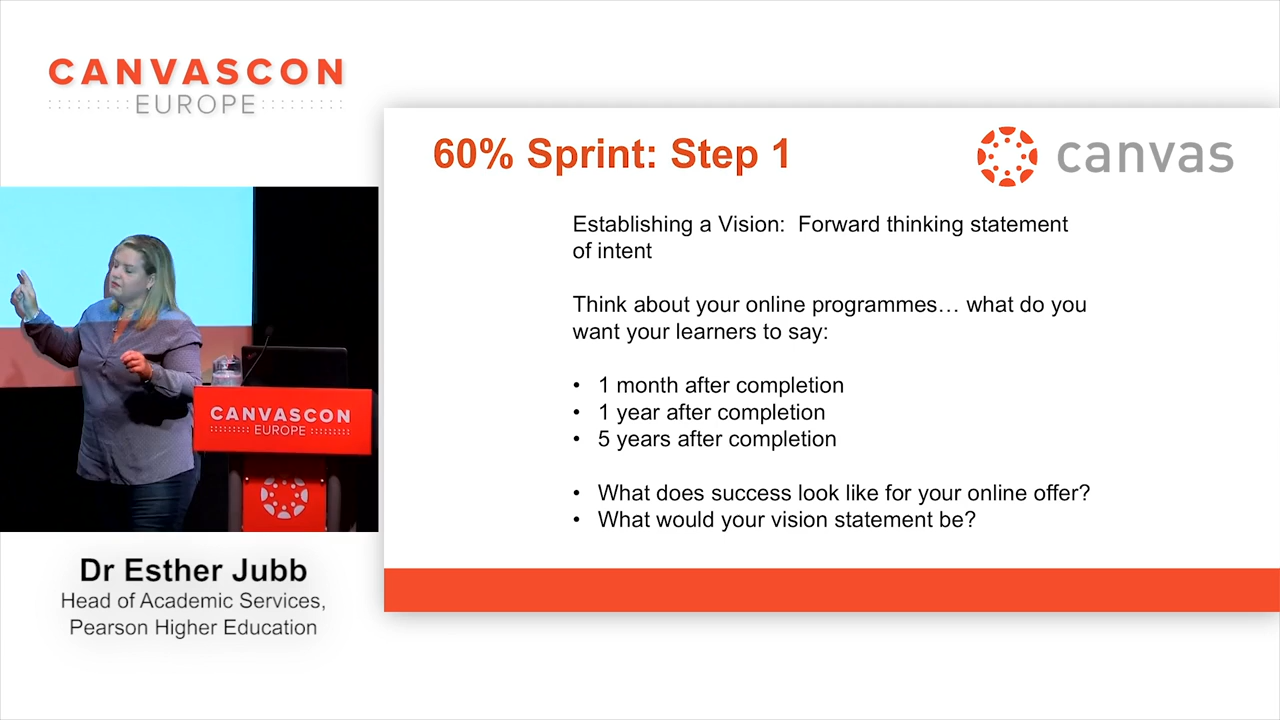 CANVASCON
EUROPE
60% Sprint: Step 1
canvas
Establishing a Vision:  Forward thinking statement
of intent
Think about your online programmes… what do you
want your learners to say:
• 1 month after completion
• 1 year after completion
• 5 years after completion
• What does success look like for your online offer?
• What would your vision statement be?
CANVASCON
EUROPE
Dr Esther Jubb
Head of Academic Services,
Pearson Higher Education